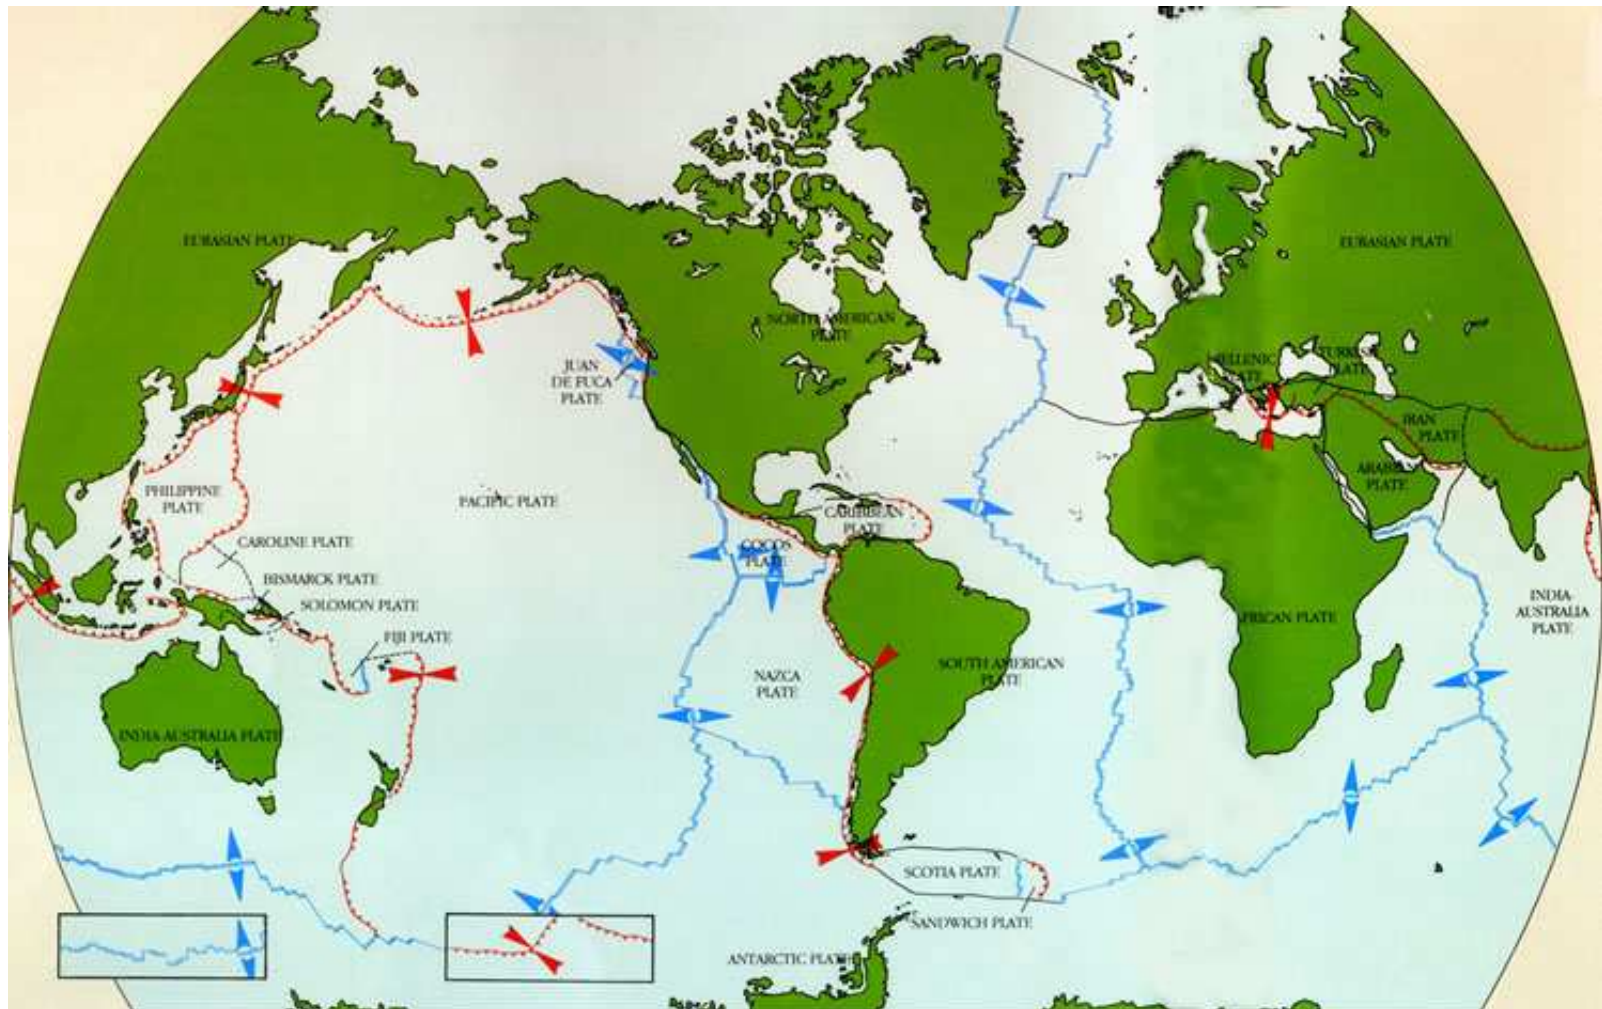 EURASIAN PLATE
EURASIAN PLATE
NORTH AMERICAN
PLATE
JUAN
DE FUCA
PLATE
HELLENIC
PLATE
TURKISH
PLATE
IRAN
PLATE
ARABIAN
PLATE
PHILIPPINE
PLATE
PACIFIC PLATE
CARIBBEAN
PLATE
COCOS
PLATE
CAROLINE PLATE
BISMARCK PLATE
SOLOMON PLATE
FIJI PLATE
INDIA-
AUSTRALIA
PLATE
AFRICAN PLATE
NAZCA
PLATE
SOUTH AMERICAN
PLATE
INDIA AUSTRALIA PLATE
SCOTIA PLATE
SANDWICH PLATE
ANTARCTIC PLATE